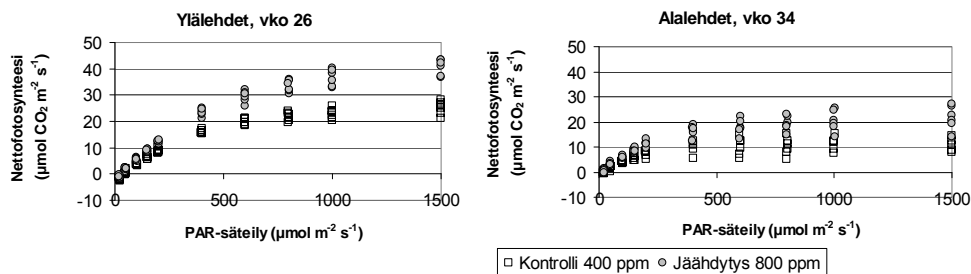 Ylälehdet, vko 26
Nettofotosynteesi
(µmol CO₂ m⁻² s⁻¹)
50
40
30
20
10
0
-10
0
500
1000
1500
PAR-säteily (µmol m⁻² s⁻¹)
Alalehdet, vko 34
Nettofotosynteesi
(µmol CO₂ m⁻² s⁻¹)
50
40
30
20
10
0
-10
0
500
1000
1500
PAR-säteily (µmol m⁻² s⁻¹)
Kontrolli 400 ppm
Jäähdytys 800 ppm